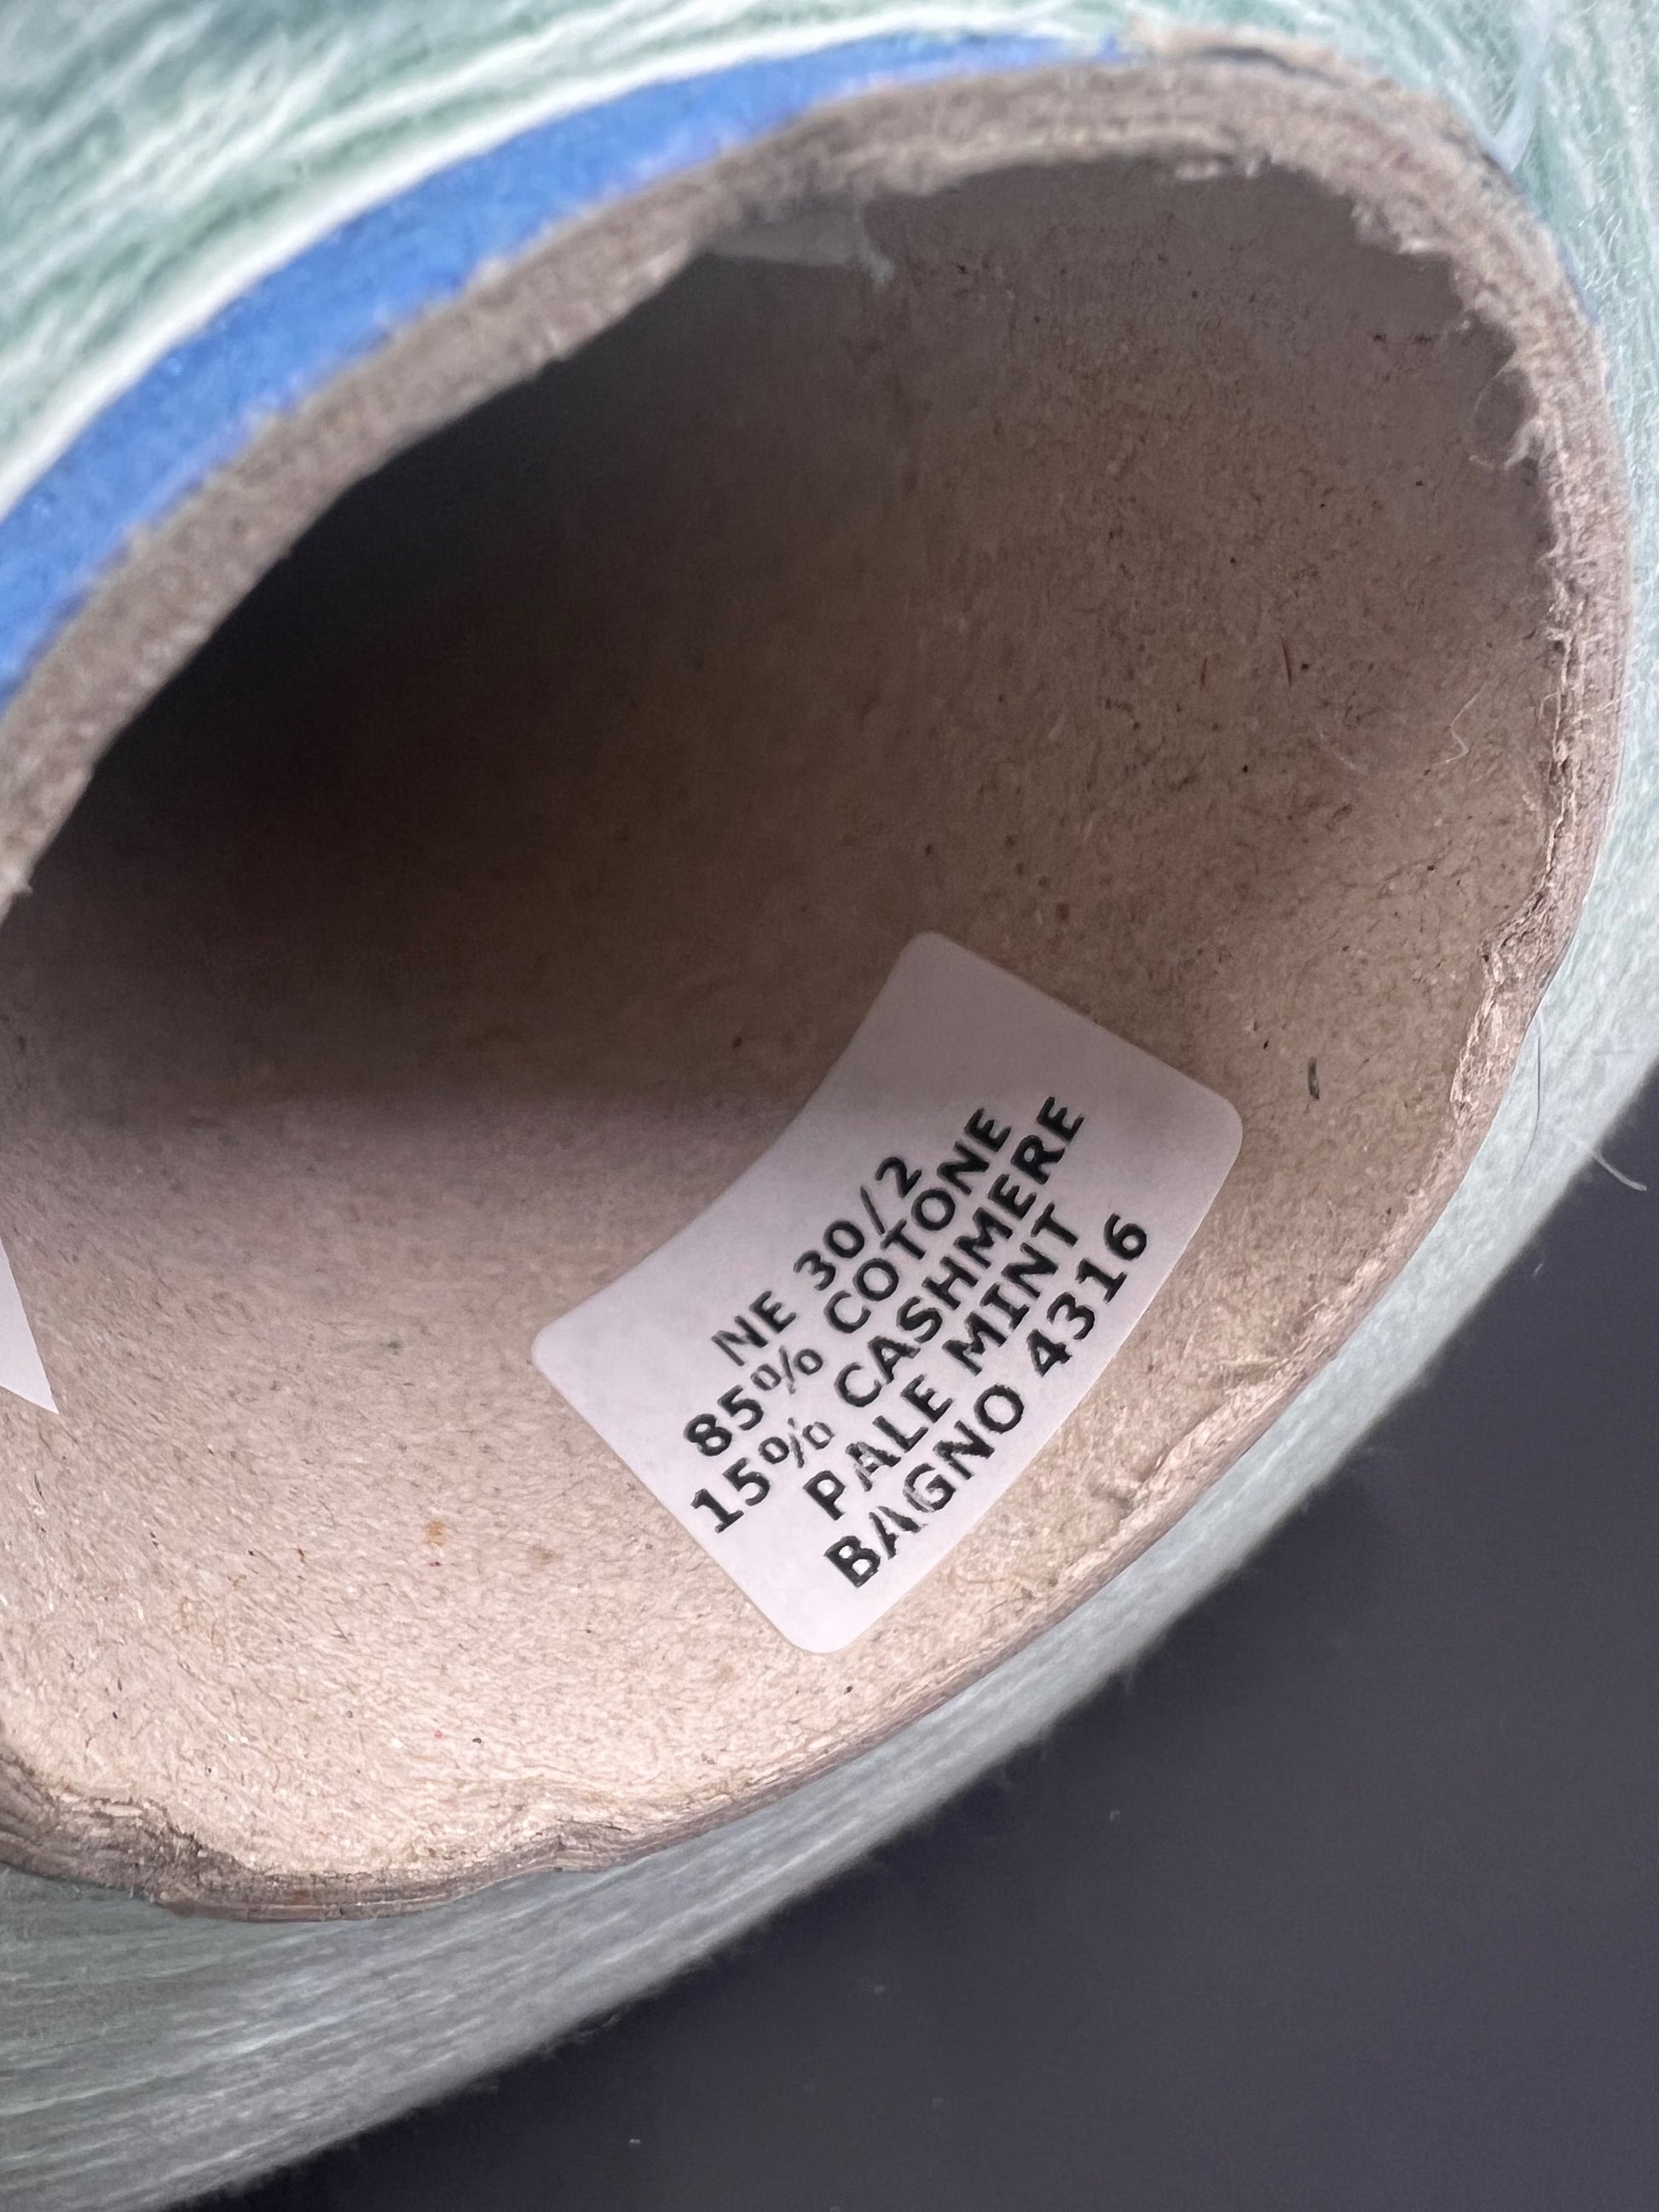 NE 30/2
85% COTONE
15% CASHMERE
PALE MINT
BAGNO 4316